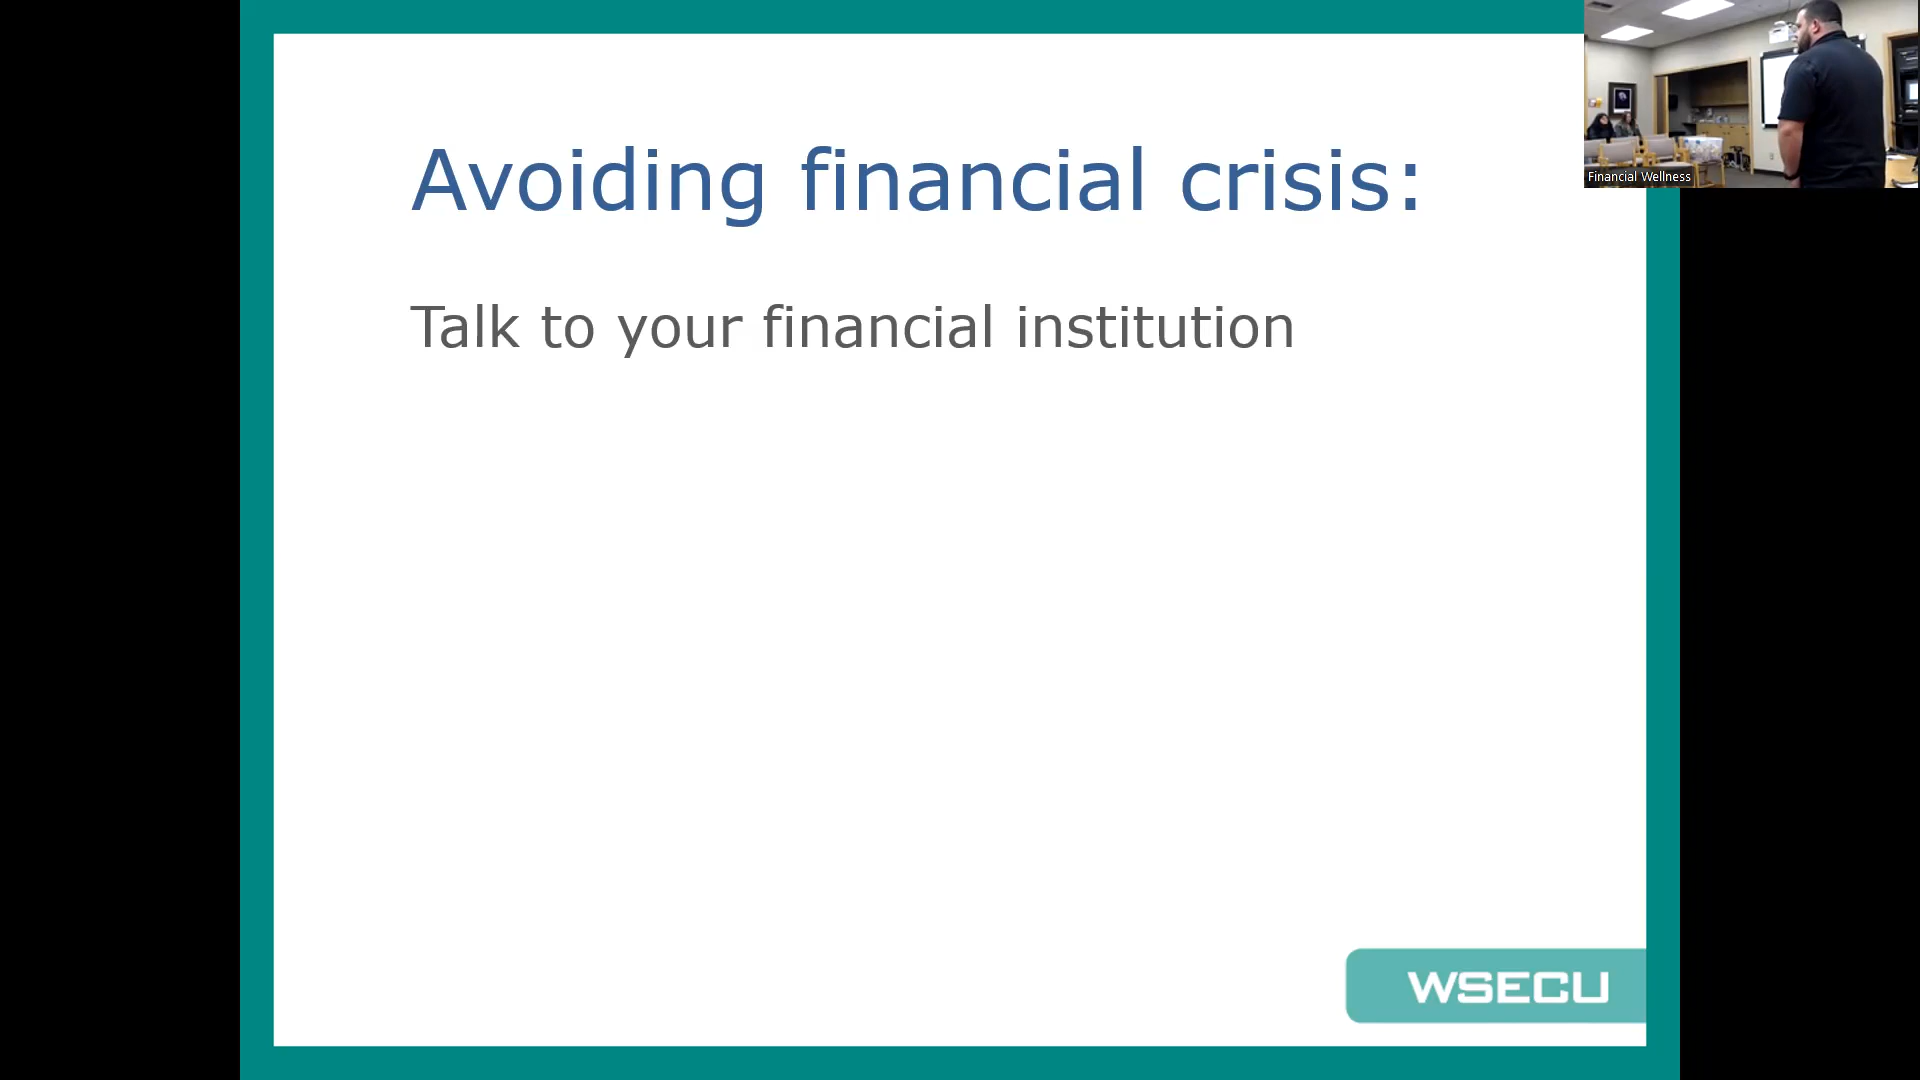 Avoiding financial crisis:
Talk to your financial institution
WSECU
Financial Wellness